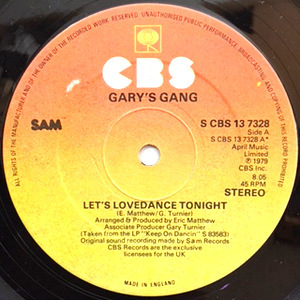 ALL RIGHTS OF THE MANUFACTURER AND OF THE OWNER OF THE RECORDED WORK RESERVED. UNAUTHORISED PUBLIC PERFORMANCE, BROADCASTING AND COPYING OF THIS RECORD PROHIBITED
CBS
GARY'S GANG
SAM
S CBS 13 7328
Side A
S CBS 13 7328 A*
April Music
Limited
℗ 1979
CBS Inc.
8.05
45 RPM
STEREO
LET'S LOVEDANCE TONIGHT
(E. Matthew/G. Turnier)
Arranged & Produced by Eric Matthew
Associate Producer Gary Turnier
(Taken from the LP "Keep On Dancin" S 83583)
Original sound recording made by Sam Records
CBS Records are the exclusive
licensees for the UK
MADE IN ENGLAND